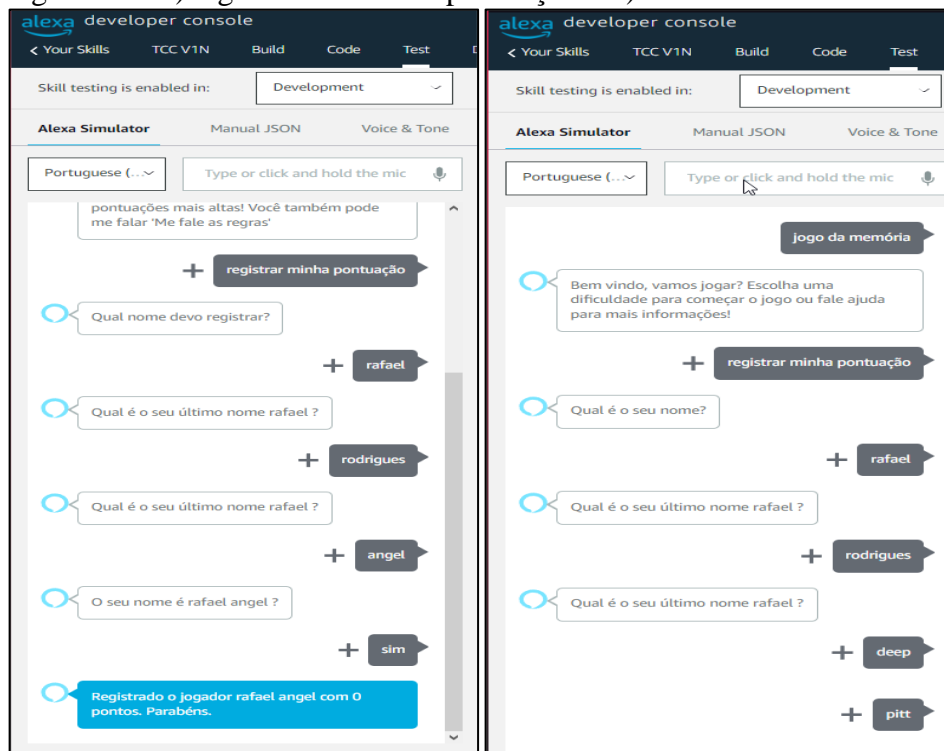 alexa developer console
< Your Skills TCC V1N Build Code Test
Skill testing is enabled in: Development
Alexa Simulator Manual JSON Voice & Tone
Portuguese (... Type or click and hold the mic
pontuações mais altas! Você também pode
me falar 'Me fale as regras'
+ registrar minha pontuação
Qual nome devo registrar?
+ rafael
Qual é o seu último nome rafael ?
+ rodrigues
Qual é o seu último nome rafael ?
+ angel
O seu nome é rafael angel ?
+ sim
Registrado o jogador rafael angel com 0
pontos. Parabéns.
alexa developer console
< Your Skills TCC V1N Build Code Test
Skill testing is enabled in: Development
Alexa Simulator Manual JSON Voice & Tone
Portuguese (... Type or click and hold the mic
jogo da memória
Bem vindo, vamos jogar? Escolha uma
dificuldade para começar o jogo ou fale ajuda
para mais informações!
+ registrar minha pontuação
Qual é o seu nome?
+ rafael
Qual é o seu último nome rafael ?
+ rodrigues
Qual é o seu último nome rafael ?
+ deep
+ pitt